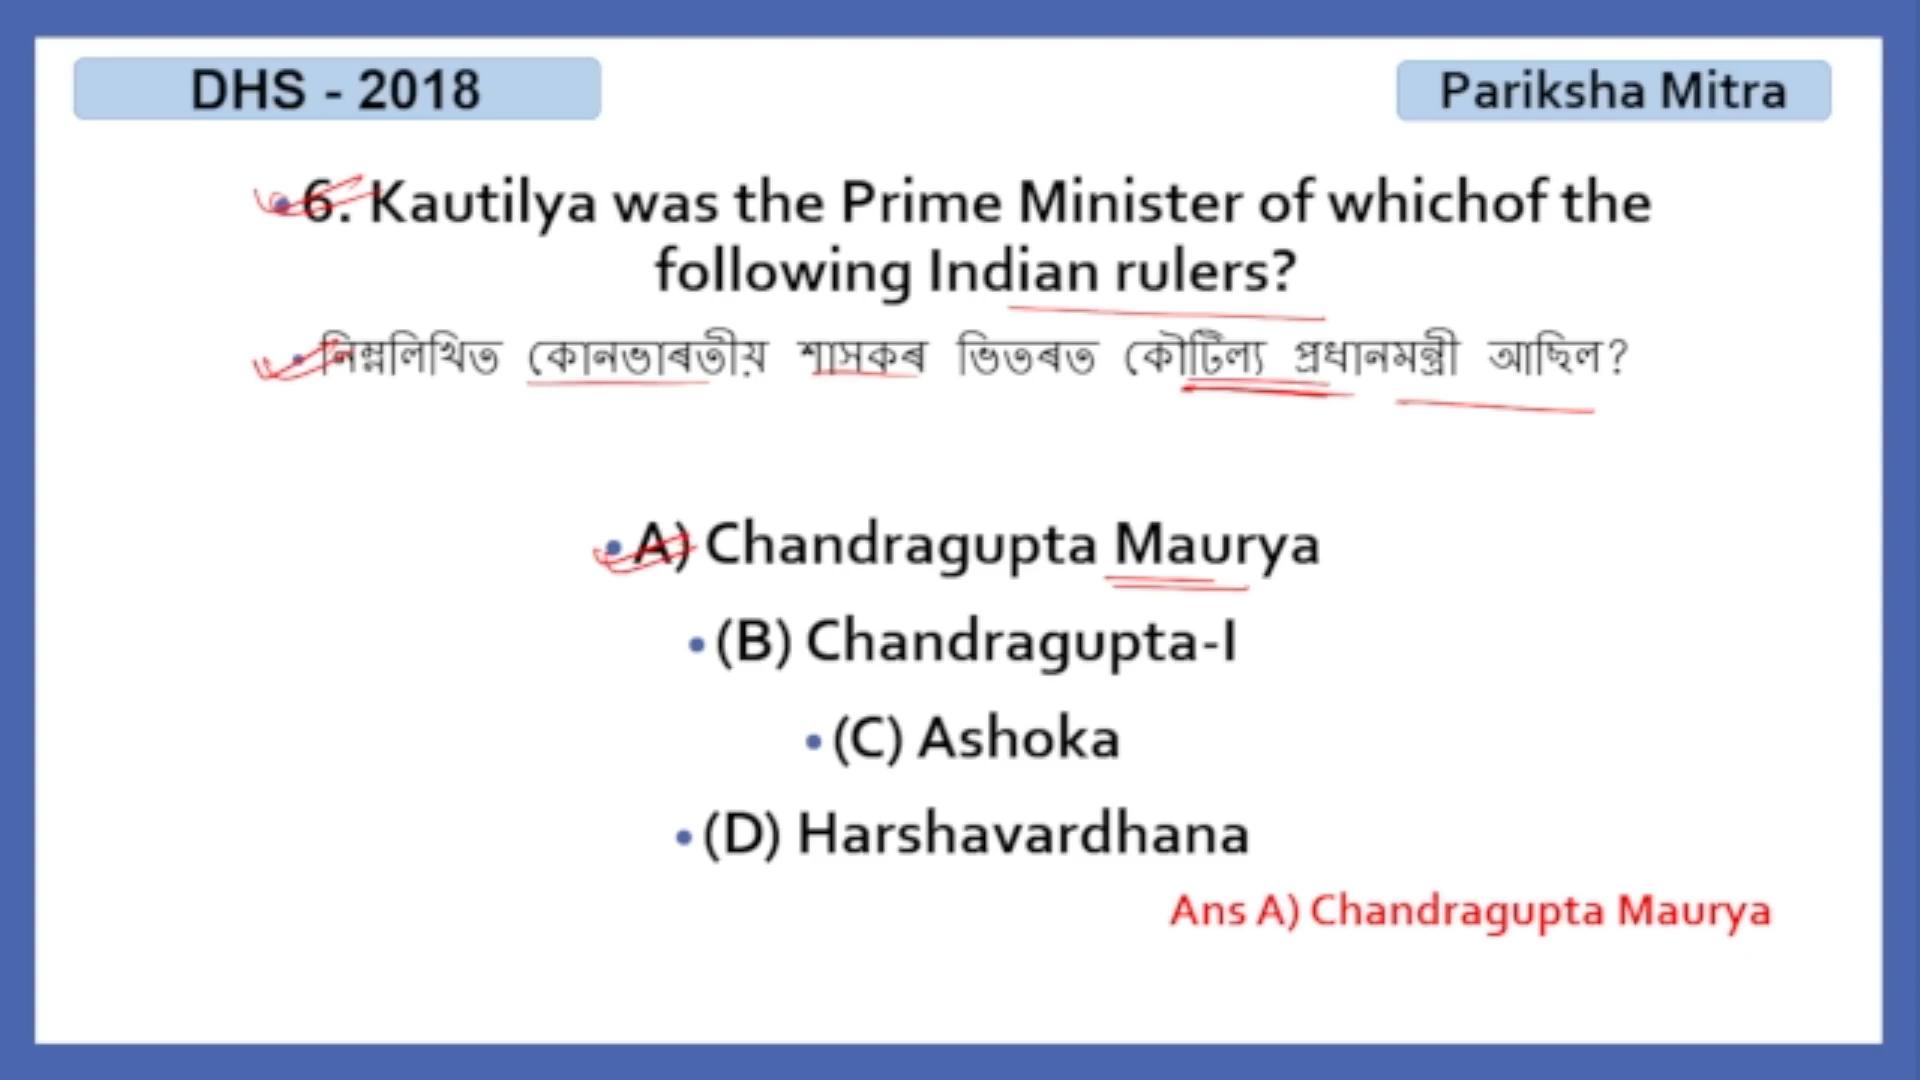 DHS - 2018
Pariksha Mitra
6. Kautilya was the Prime Minister of whichof the
following Indian rulers?
নিম্নলিখিত কোনভাৰতীয় শাসকৰ ভিতৰত কৌটিল্য প্ৰধানমন্ত্ৰী আছিল?
A) Chandragupta Maurya
(B) Chandragupta-I
(C) Ashoka
(D) Harshavardhana
Ans A) Chandragupta Maurya